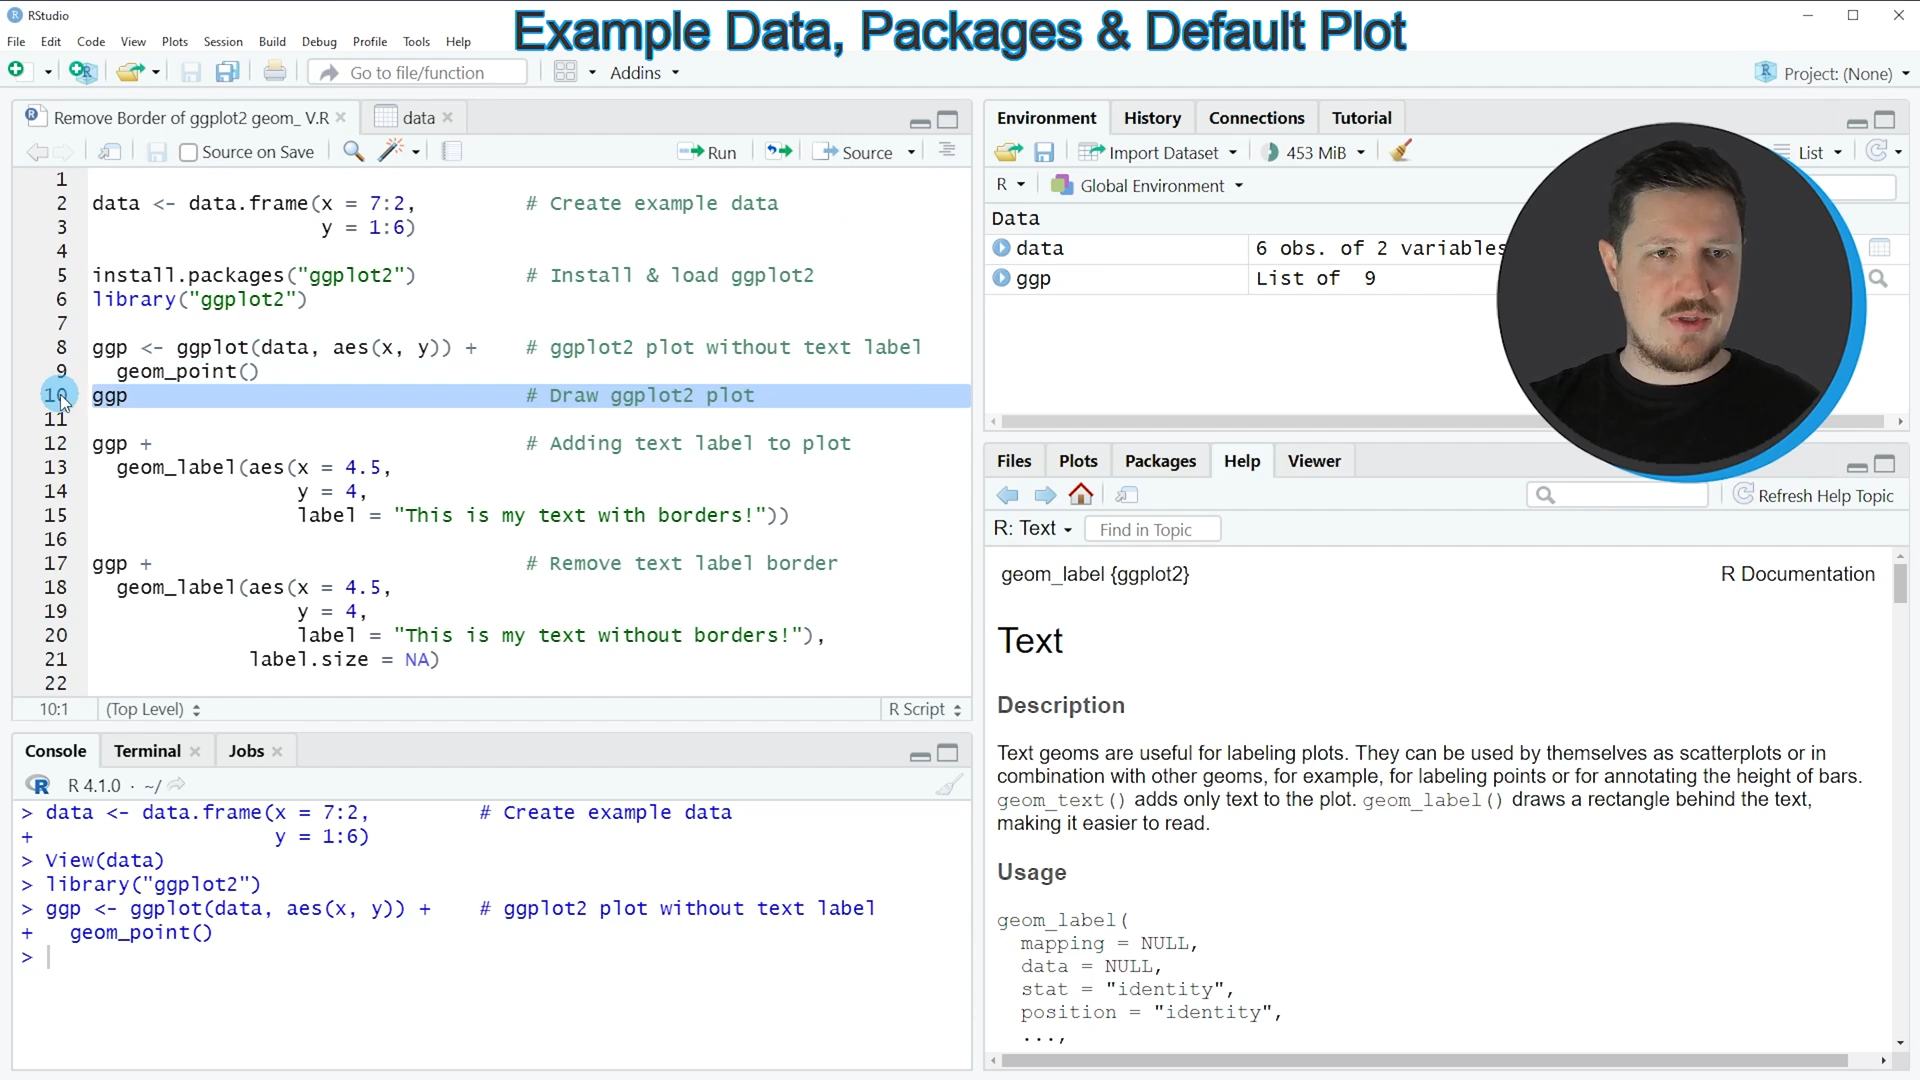 RStudio
Example Data, Packages & Default Plot
File Edit Code View Plots Session Build Debug Profile Tools Help
Go to file/function Addins Project: (None)
Remove Border of ggplot2 geom_ V.R data
Source on Save Run Source
1
2 data <- data.frame(x = 7:2, # Create example data
3 y = 1:6)
4
5 install.packages("ggplot2") # Install & load ggplot2
6 library("ggplot2")
7
8 ggp <- ggplot(data, aes(x, y)) + # ggplot2 plot without text label
9 geom_point()
10 ggp # Draw ggplot2 plot
11
12 ggp + # Adding text label to plot
13 geom_label(aes(x = 4.5,
14 y = 4,
15 label = "This is my text with borders!"))
16
17 ggp + # Remove text label border
18 geom_label(aes(x = 4.5,
19 y = 4,
20 label = "This is my text without borders!"),
21 label.size = NA)
22
10:1 (Top Level) R Script
Console Terminal Jobs
R 4.1.0 · ~/
> data <- data.frame(x = 7:2, # Create example data
+ y = 1:6)
> View(data)
> library("ggplot2")
> ggp <- ggplot(data, aes(x, y)) + # ggplot2 plot without text label
+ geom_point()
>
Environment History Connections Tutorial
Import Dataset 453 MiB List
R Global Environment
Data
data 6 obs. of 2 variables
ggp List of 9
Files Plots Packages Help Viewer
Refresh Help Topic
R: Text Find in Topic
geom_label {ggplot2} R Documentation
Text
Description
Text geoms are useful for labeling plots. They can be used by themselves as scatterplots or in
combination with other geoms, for example, for labeling points or for annotating the height of bars.
geom_text() adds only text to the plot. geom_label() draws a rectangle behind the text,
making it easier to read.
Usage
geom_label(
mapping = NULL,
data = NULL,
stat = "identity",
position = "identity",
...,